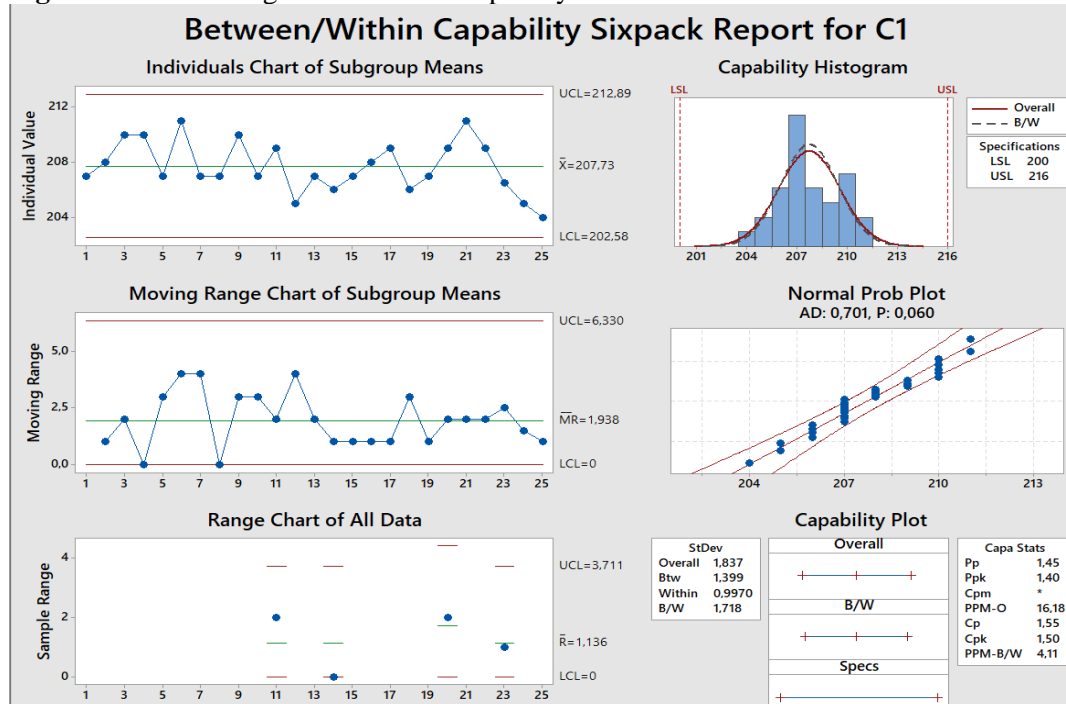 Between/Within Capability Sixpack Report for C1
Individuals Chart of Subgroup Means
Individual Value
212
208
204
UCL=212,89
X̿=207,73
LCL=202,58
1 3 5 7 9 11 13 15 17 19 21 23 25
Moving Range Chart of Subgroup Means
Moving Range
5,0
2,5
0,0
UCL=6,330
M̅R̅=1,938
LCL=0
1 3 5 7 9 11 13 15 17 19 21 23 25
Range Chart of All Data
Sample Range
4
2
0
UCL=3,711
R̅=1,136
LCL=0
1 3 5 7 9 11 13 15 17 19 21 23 25
Capability Histogram
LSL USL
Overall
B/W
Specifications
LSL 200
USL 216
201 204 207 210 213 216
Normal Prob Plot
AD: 0,701, P: 0,060
204 207 210 213
Capability Plot
StDev
Overall 1,837
Btw 1,399
Within 0,9970
B/W 1,718
Overall
B/W
Specs
Capa Stats
Pp 1,45
Ppk 1,40
Cpm *
PPM-O 16,18
Cp 1,55
Cpk 1,50
PPM-B/W 4,11